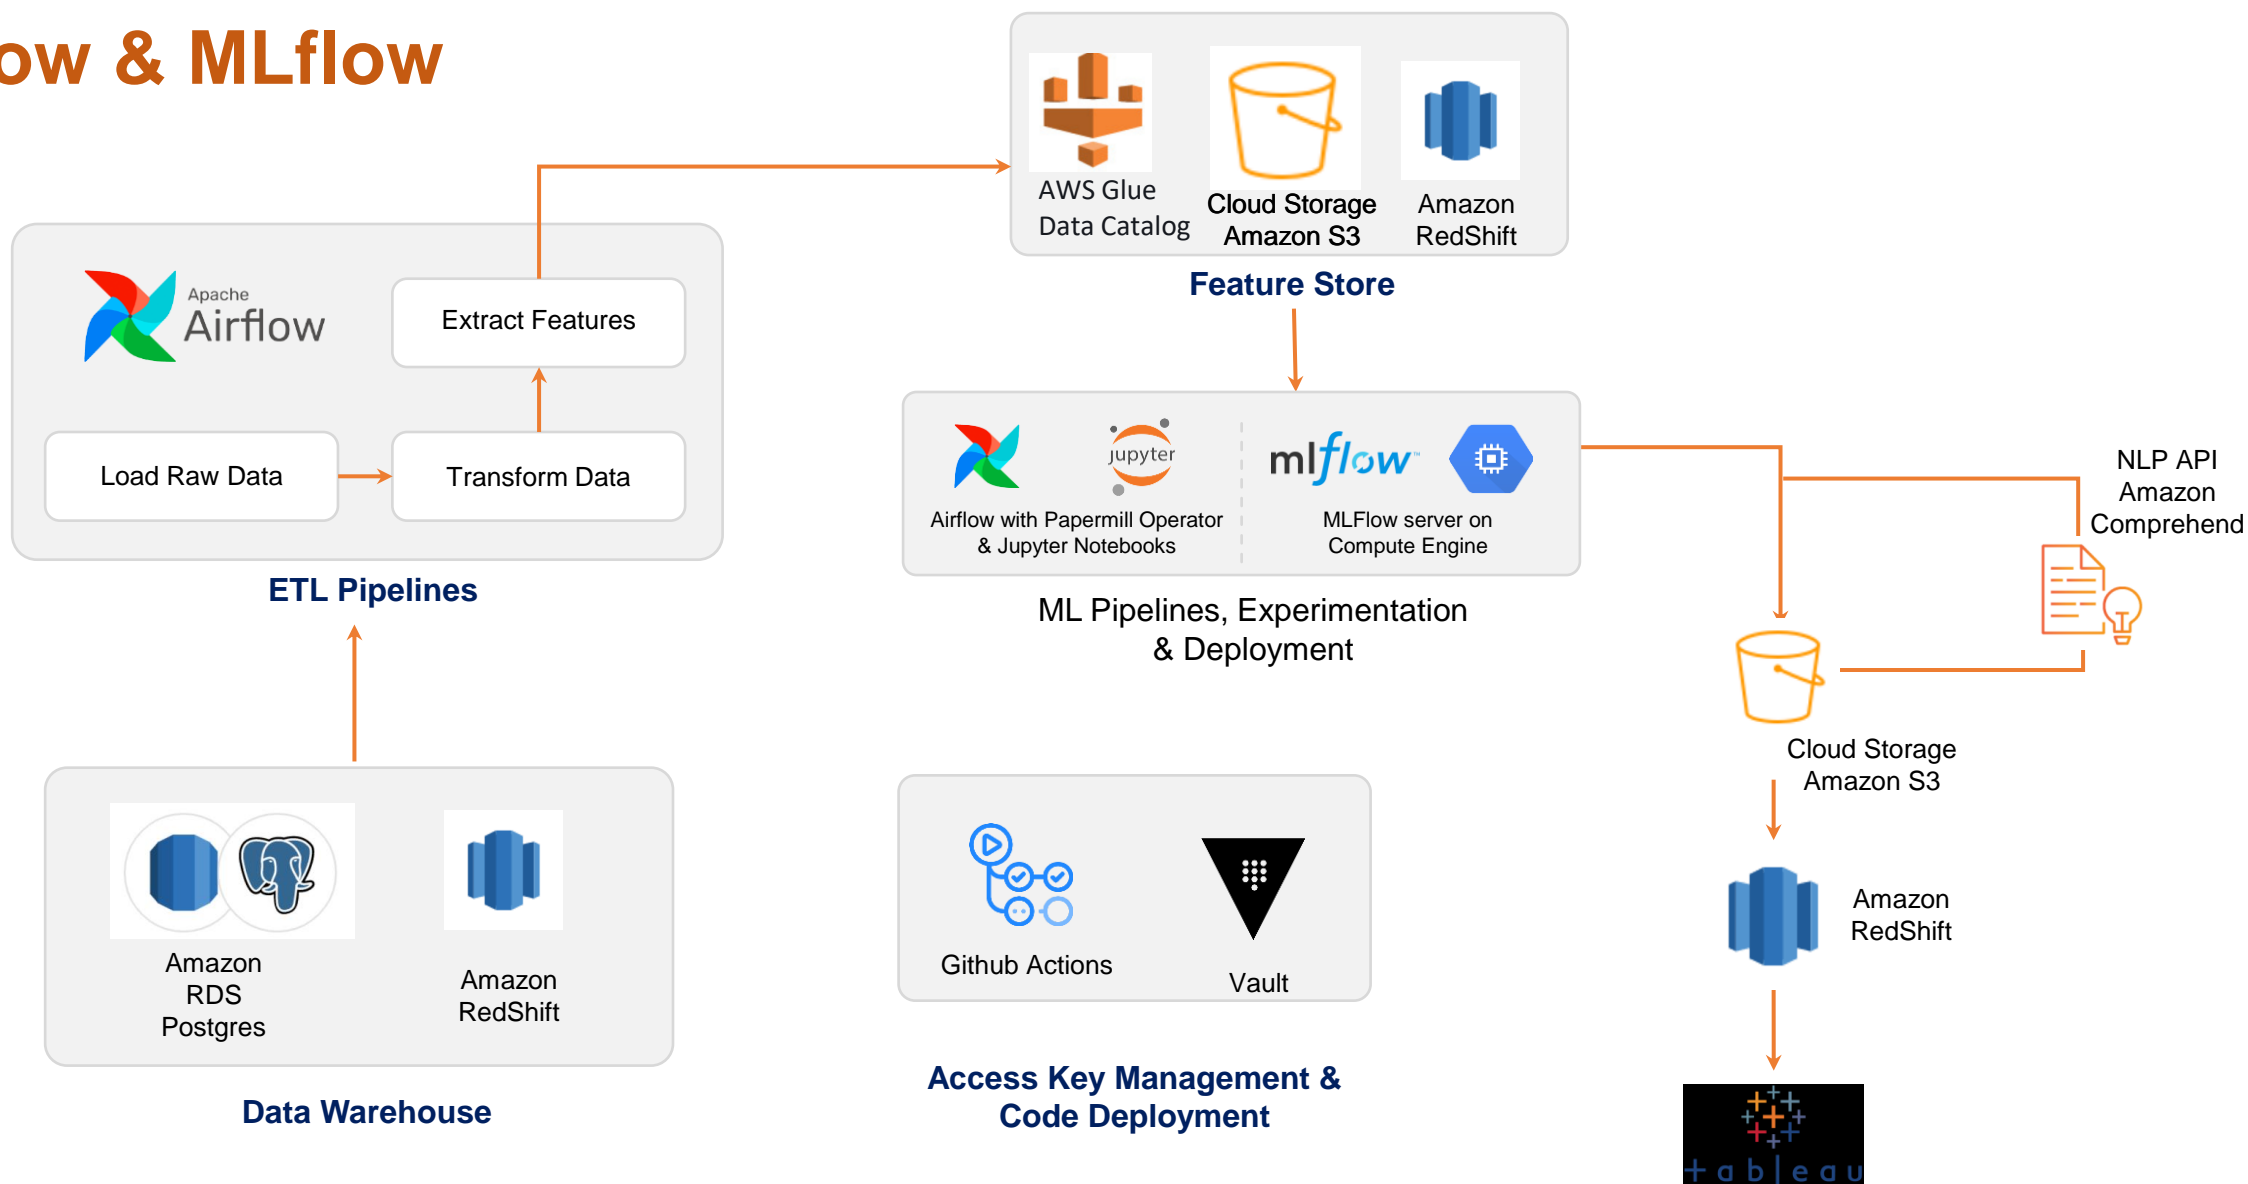 ow & MLflow
AWS Glue
Data Catalog
Cloud Storage
Amazon S3
Amazon
RedShift
Feature Store
Apache
Airflow
Extract Features
Load Raw Data
Transform Data
ETL Pipelines
jupyter
mlflow
Airflow with Papermill Operator
& Jupyter Notebooks
MLFlow server on
Compute Engine
ML Pipelines, Experimentation
& Deployment
NLP API
Amazon
Comprehend
Cloud Storage
Amazon S3
Amazon
RedShift
tableau
Amazon
RDS
Postgres
Amazon
RedShift
Data Warehouse
Github Actions
Vault
Access Key Management &
Code Deployment